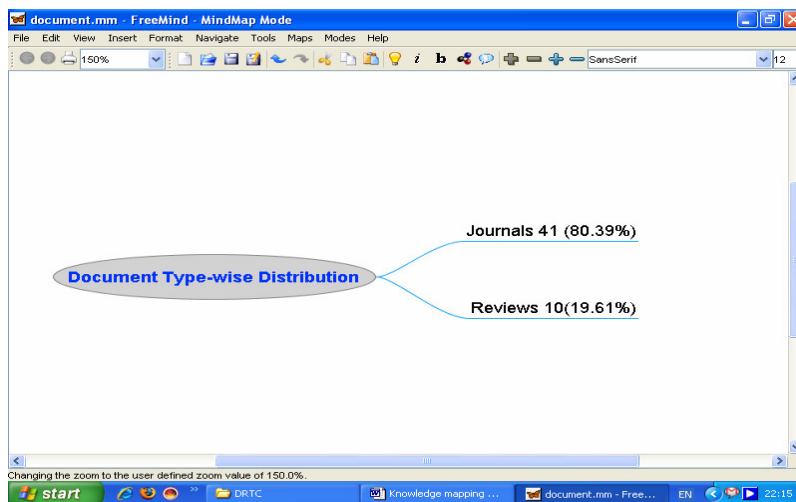 document.mm - FreeMind - MindMap Mode
File Edit View Insert Format Navigate Tools Maps Modes Help
150% i b SansSerif 12
Journals 41 (80.39%)
Document Type-wise Distribution
Reviews 10(19.61%)
Changing the zoom to the user defined zoom value of 150.0%.
start DRTC Knowledge mapping ... document.mm - Free... EN 22:15